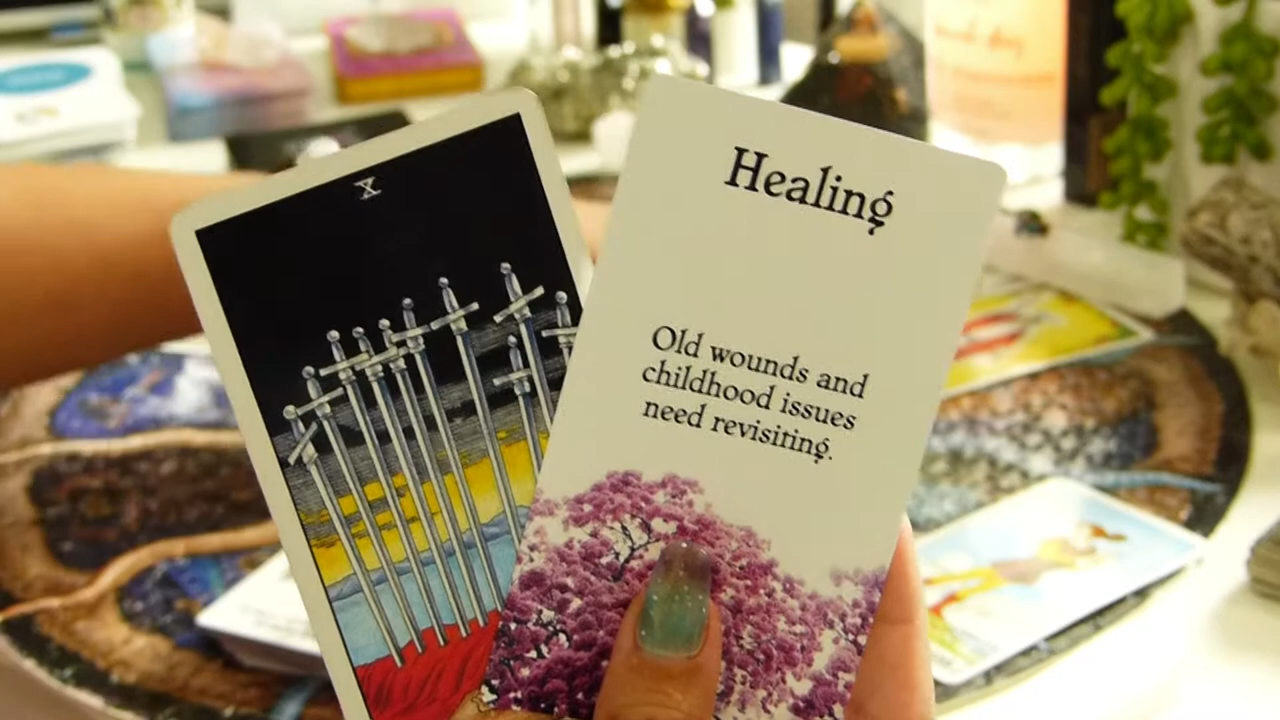 X
Healing
Old wounds and
childhood issues
need revisiting.